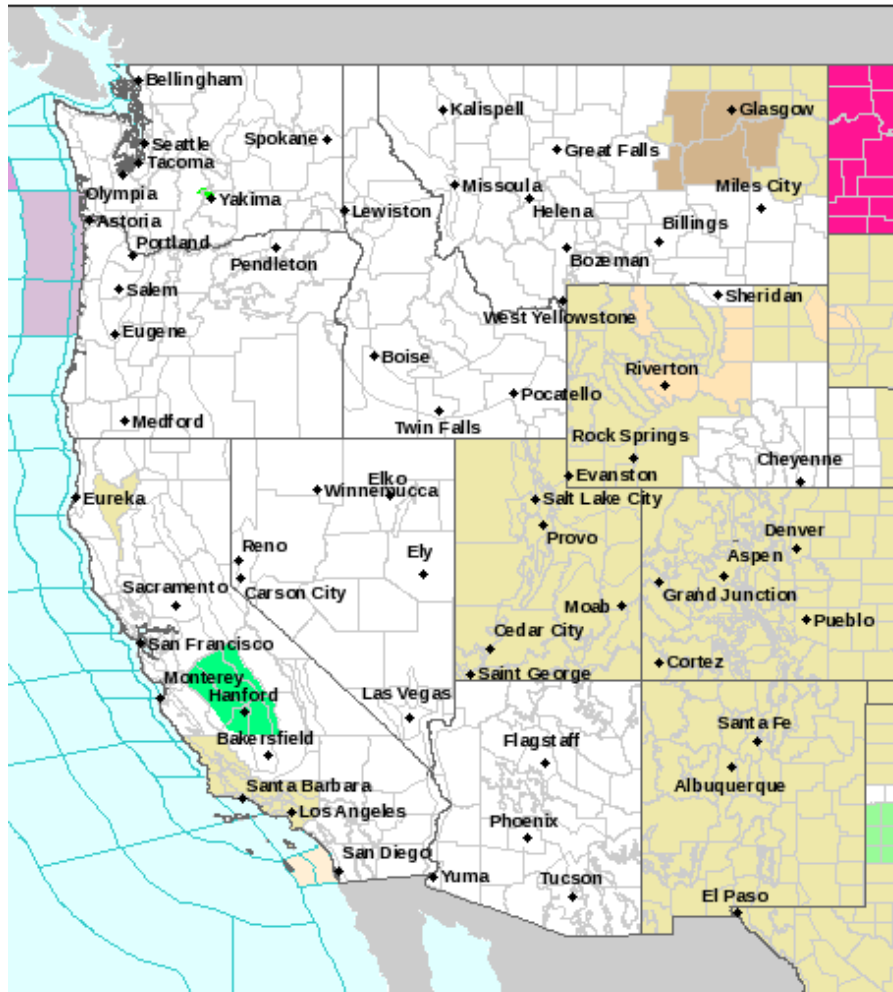 Bellingham
Kalispell
Glasgow
Seattle
Spokane
Great Falls
Tacoma
Olympia
Yakima
Missoula
Miles City
Lewiston
Helena
Astoria
Billings
Portland
Pendleton
Bozeman
Salem
Sheridan
West Yellowstone
Eugene
Boise
Riverton
Pocatello
Medford
Twin Falls
Rock Springs
Cheyenne
Evanston
Elko
Winnemucca
Eureka
Salt Lake City
Provo
Denver
Reno
Ely
Aspen
Carson City
Sacramento
Grand Junction
Moab
Pueblo
San Francisco
Cedar City
Cortez
Saint George
Monterey
Hanford
Las Vegas
Santa Fe
Bakersfield
Flagstaff
Albuquerque
Santa Barbara
Los Angeles
Phoenix
San Diego
Yuma
Tucson
El Paso